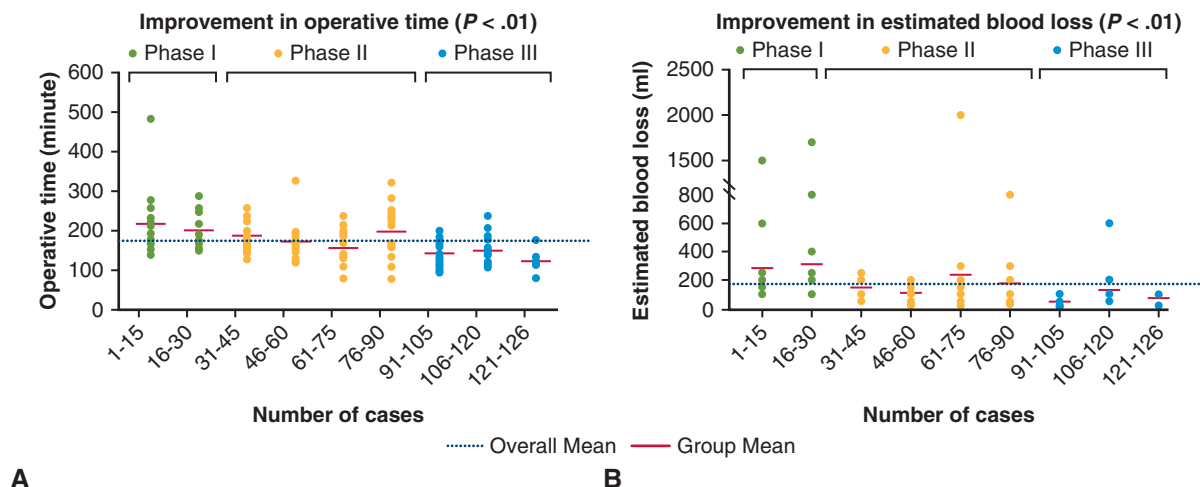 Improvement in operative time (P < .01)
Phase I Phase II Phase III
Operative time (minute)
600
500
400
300
200
100
0
1-15 16-30 31-45 46-60 61-75 76-90 91-105 106-120 121-126
Number of cases
A
Improvement in estimated blood loss (P < .01)
Phase I Phase II Phase III
Estimated blood loss (ml)
2500
2000
1500
800
600
400
200
0
1-15 16-30 31-45 46-60 61-75 76-90 91-105 106-120 121-126
Number of cases
B
Overall Mean Group Mean